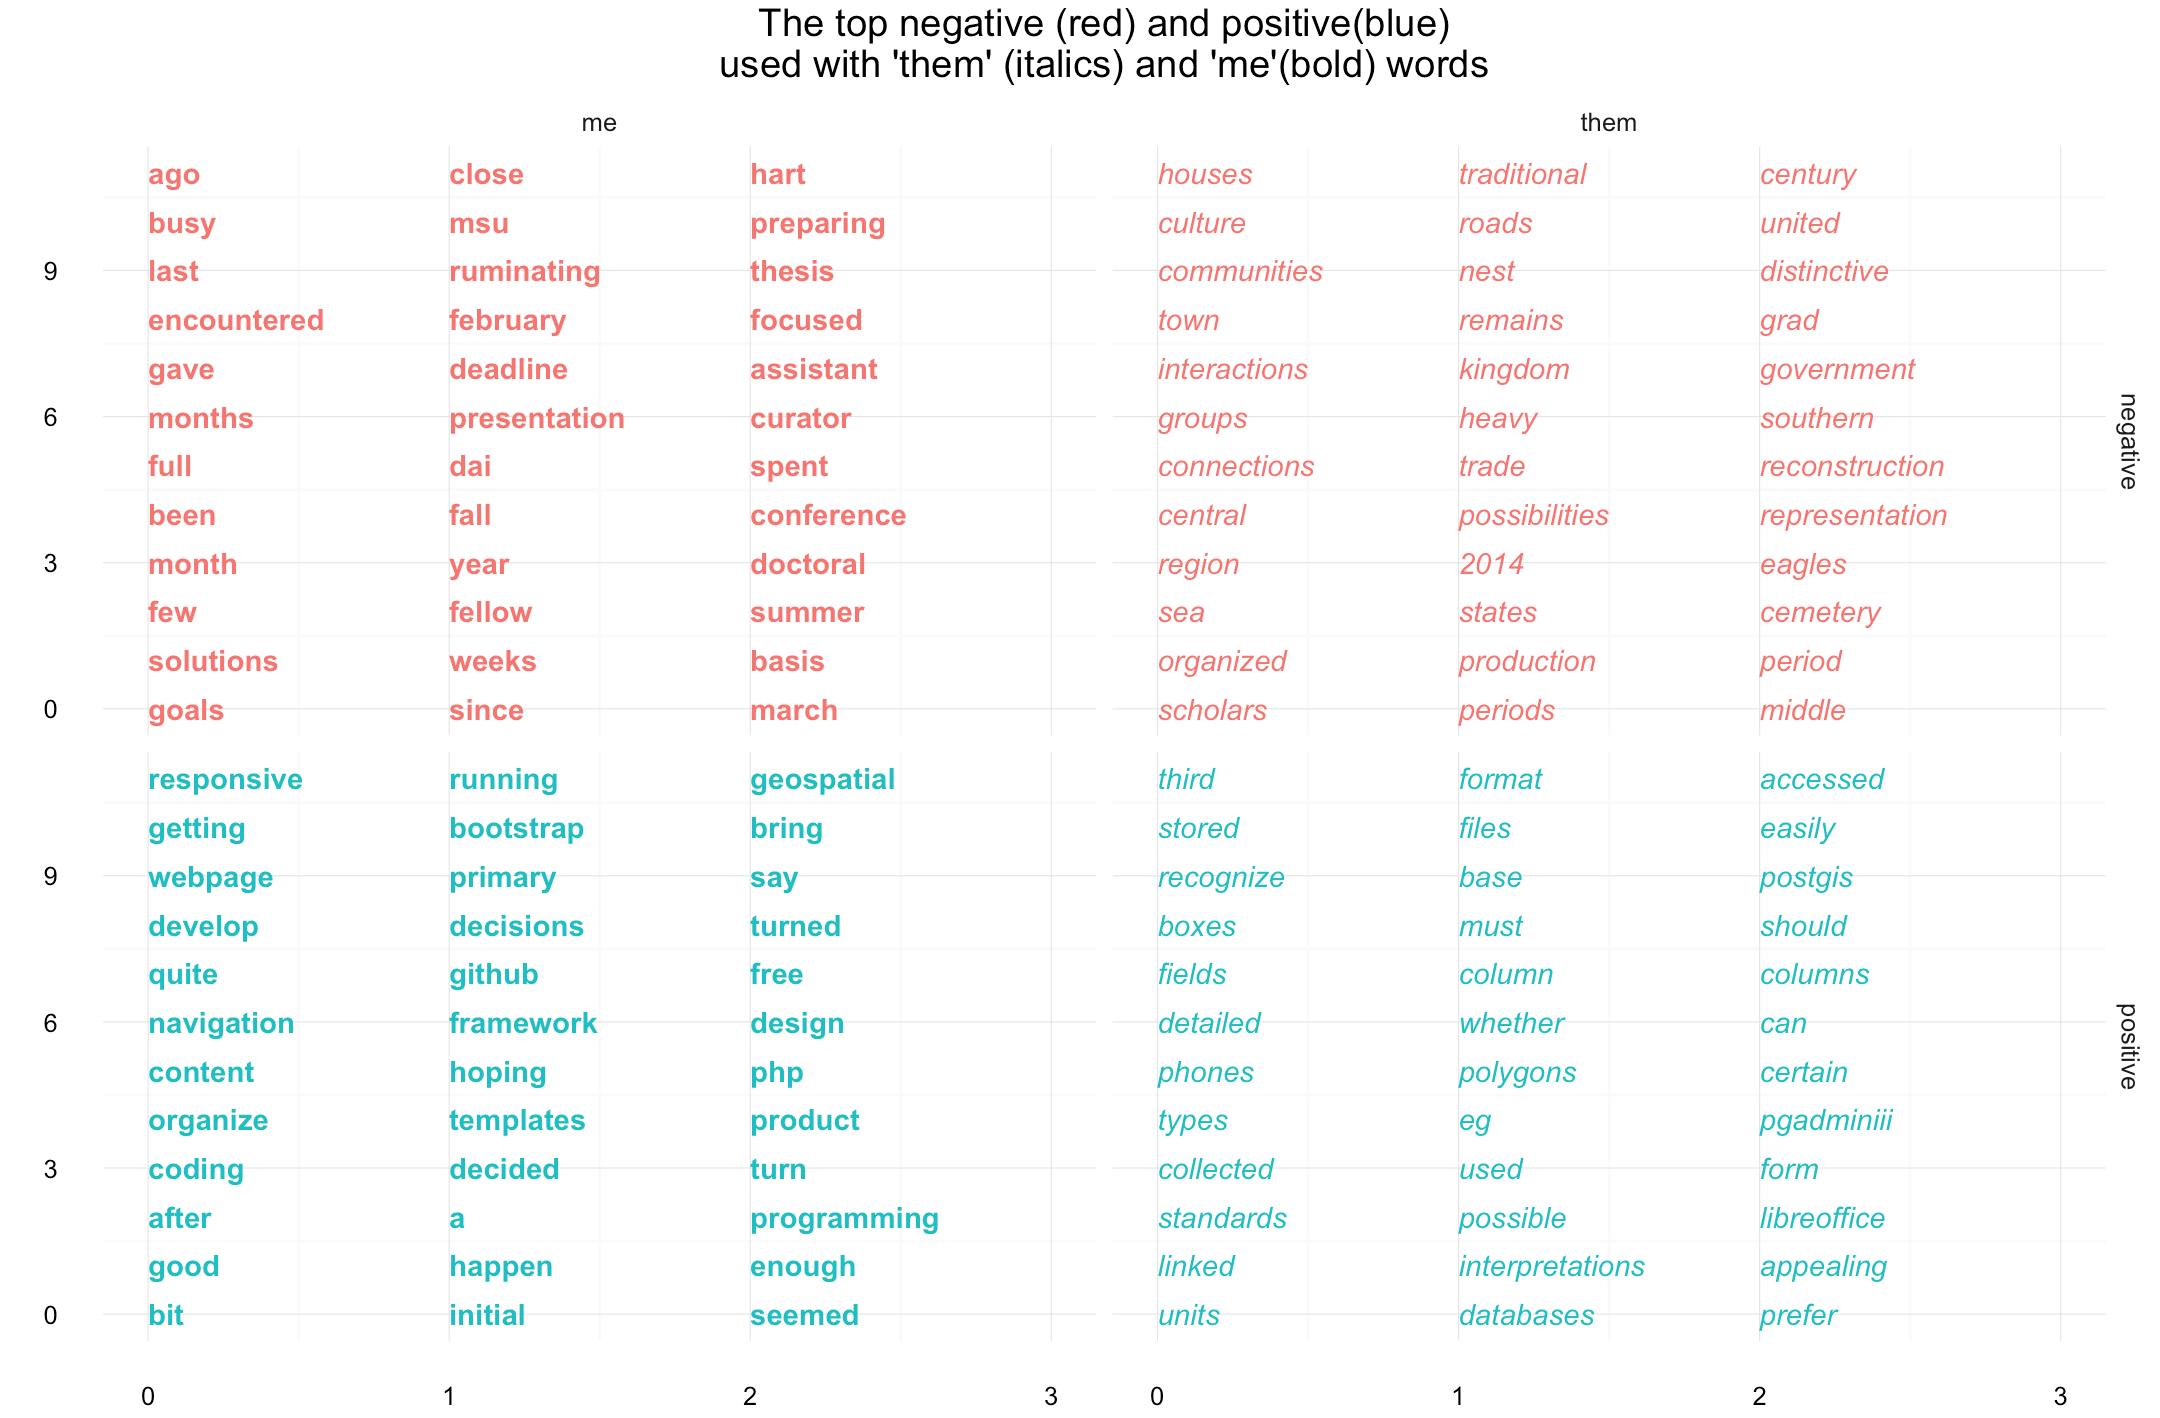 The top negative (red) and positive(blue)
used with 'them' (italics) and 'me'(bold) words
me them
ago close hart houses traditional century
busy msu preparing culture roads united
9 last ruminating thesis communities nest distinctive
encountered february focused town remains grad
gave deadline assistant interactions kingdom government
6 months presentation curator groups heavy southern
full dai spent connections trade reconstruction
been fall conference central possibilities representation
3 month year doctoral region 2014 eagles
few fellow summer sea states cemetery
solutions weeks basis organized production period
0 goals since march scholars periods middle
negative
responsive running geospatial third format accessed
getting bootstrap bring stored files easily
9 webpage primary say recognize base postgis
develop decisions turned boxes must should
quite github free fields column columns
6 navigation framework design detailed whether can
content hoping php phones polygons certain
organize templates product types eg pgadminiii
3 coding decided turn collected used form
after a programming standards possible libreoffice
good happen enough linked interpretations appealing
0 bit initial seemed units databases prefer
positive
0 1 2 3 0 1 2 3